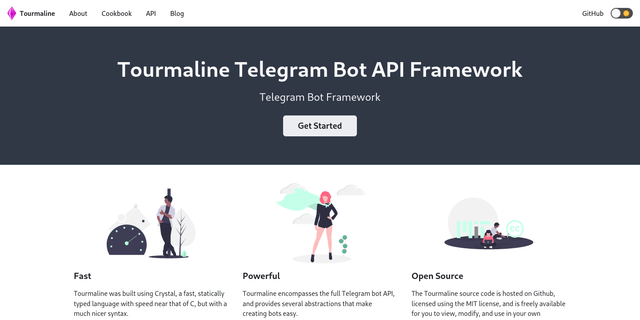 Tourmaline About Cookbook API Blog GitHub
Tourmaline Telegram Bot API Framework
Telegram Bot Framework
Get Started
MIT CC
Fast Powerful Open Source
Tourmaline was built using Crystal, a fast, statically
typed language with speed near that of C, but with a
much nicer syntax.
Tourmaline encompasses the full Telegram bot API,
and provides several abstractions that make
creating bots easy.
The Tourmaline source code is hosted on Github,
licensed using the MIT license, and is freely available
for you to view, modify, and use in your own